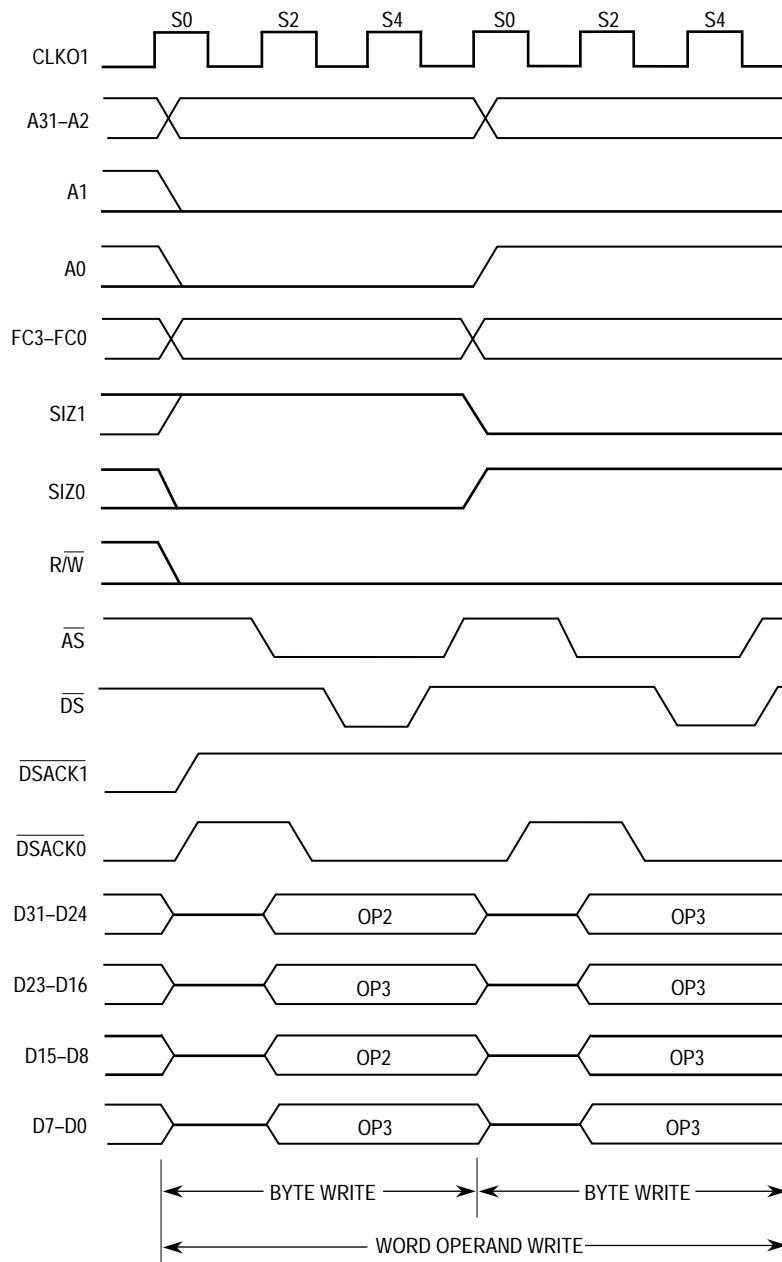 S0 S2 S4 S0 S2 S4
CLKO1
A31–A2
A1
A0
FC3–FC0
SIZ1
SIZ0
R/W
AS
DS
DSACK1
DSACK0
D31–D24 OP2 OP3
D23–D16 OP3 OP3
D15–D8 OP2 OP3
D7–D0 OP3 OP3
BYTE WRITE BYTE WRITE
WORD OPERAND WRITE